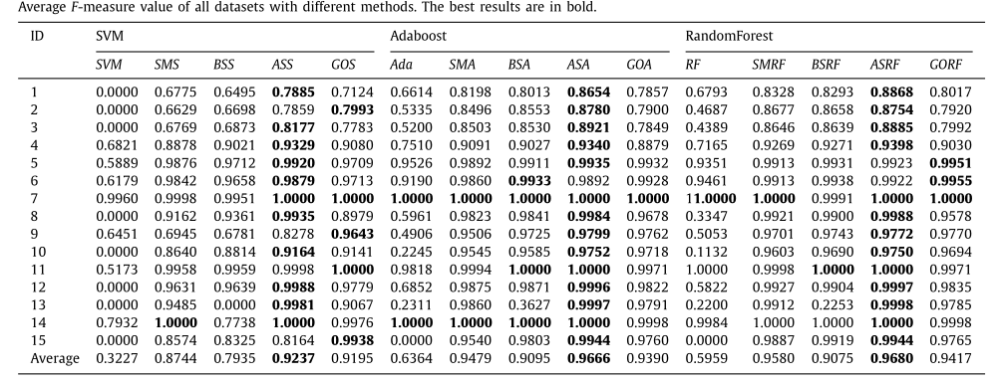 Average F-measure value of all datasets with different methods. The best results are in bold.
ID SVM Adaboost RandomForest
SVM SMS BSS ASS GOS Ada SMA BSA ASA GOA RF SMRF BSRF ASRF GORF
1 0.0000 0.6775 0.6495 0.7885 0.7124 0.6614 0.8198 0.8013 0.8654 0.7857 0.6793 0.8328 0.8293 0.8868 0.8017
2 0.0000 0.6629 0.6698 0.7859 0.7993 0.5335 0.8496 0.8553 0.8780 0.7900 0.4687 0.8677 0.8658 0.8754 0.7920
3 0.0000 0.6769 0.6873 0.8177 0.7783 0.5200 0.8503 0.8530 0.8921 0.7849 0.4389 0.8646 0.8639 0.8885 0.7992
4 0.6821 0.8878 0.9021 0.9329 0.9080 0.7510 0.9091 0.9027 0.9340 0.8879 0.7165 0.9269 0.9271 0.9398 0.9030
5 0.5889 0.9876 0.9712 0.9920 0.9709 0.9526 0.9892 0.9911 0.9935 0.9932 0.9351 0.9913 0.9931 0.9923 0.9951
6 0.6179 0.9842 0.9658 0.9879 0.9713 0.9190 0.9860 0.9933 0.9892 0.9928 0.9461 0.9913 0.9938 0.9922 0.9955
7 0.9960 0.9998 0.9951 1.0000 1.0000 1.0000 1.0000 1.0000 1.0000 1.0000 11.0000 1.0000 0.9991 1.0000 1.0000
8 0.0000 0.9162 0.9361 0.9935 0.8979 0.5961 0.9823 0.9841 0.9984 0.9678 0.3347 0.9921 0.9900 0.9988 0.9578
9 0.6451 0.6945 0.6781 0.8278 0.9643 0.4906 0.9506 0.9725 0.9799 0.9762 0.5053 0.9701 0.9743 0.9772 0.9770
10 0.0000 0.8640 0.8814 0.9164 0.9141 0.2245 0.9545 0.9585 0.9752 0.9718 0.1132 0.9603 0.9690 0.9750 0.9694
11 0.5173 0.9958 0.9959 0.9998 1.0000 0.9818 0.9994 1.0000 1.0000 0.9971 1.0000 0.9998 1.0000 1.0000 0.9971
12 0.0000 0.9631 0.9639 0.9988 0.9779 0.6852 0.9875 0.9871 0.9996 0.9822 0.5822 0.9927 0.9904 0.9997 0.9835
13 0.0000 0.9485 0.0000 0.9981 0.9067 0.2311 0.9860 0.3627 0.9997 0.9791 0.2200 0.9912 0.2253 0.9998 0.9785
14 0.7932 1.0000 0.7738 1.0000 0.9976 1.0000 1.0000 1.0000 1.0000 0.9998 0.9984 1.0000 1.0000 1.0000 0.9998
15 0.0000 0.8574 0.8325 0.8164 0.9938 0.0000 0.9540 0.9803 0.9944 0.9760 0.0000 0.9887 0.9919 0.9944 0.9765
Average 0.3227 0.8744 0.7935 0.9237 0.9195 0.6364 0.9479 0.9095 0.9666 0.9390 0.5959 0.9580 0.9075 0.9680 0.9417